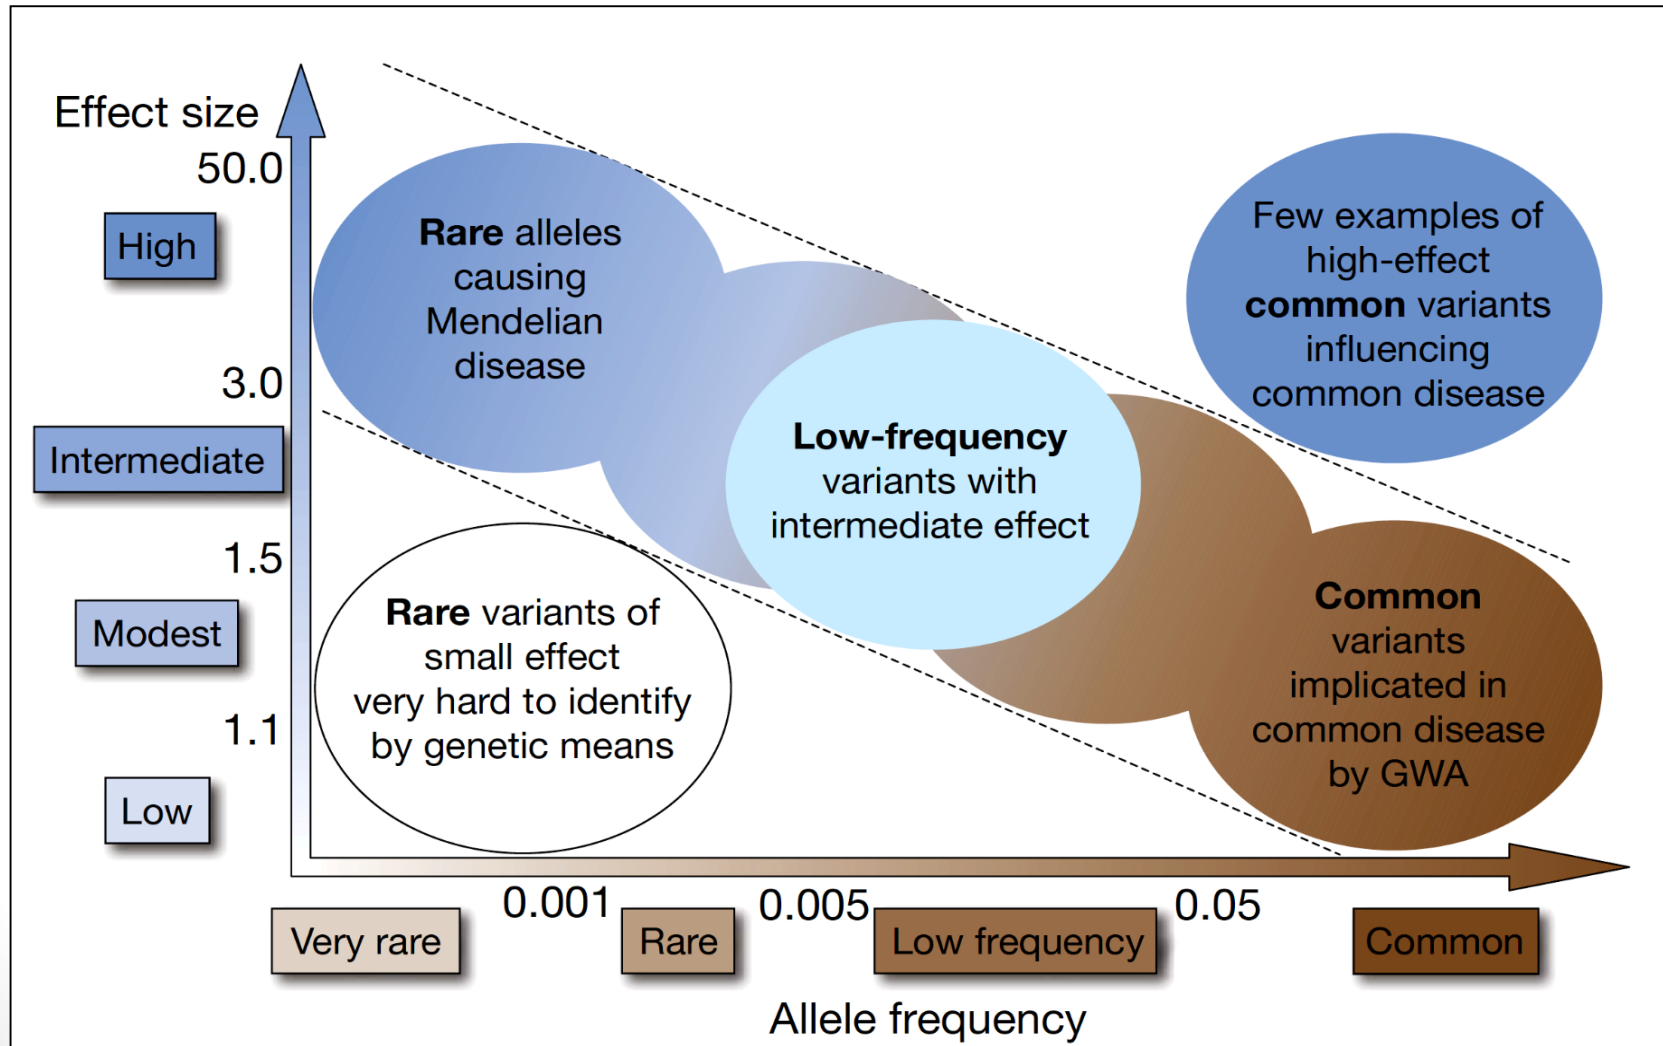 Effect size
50.0
High
3.0
Intermediate
1.5
Modest
1.1
Low
Rare alleles
causing
Mendelian
disease
Few examples of
high-effect
common variants
influencing
common disease
Low-frequency
variants with
intermediate effect
Rare variants of
small effect
very hard to identify
by genetic means
Common
variants
implicated in
common disease
by GWA
0.001
0.005
0.05
Very rare
Rare
Low frequency
Common
Allele frequency